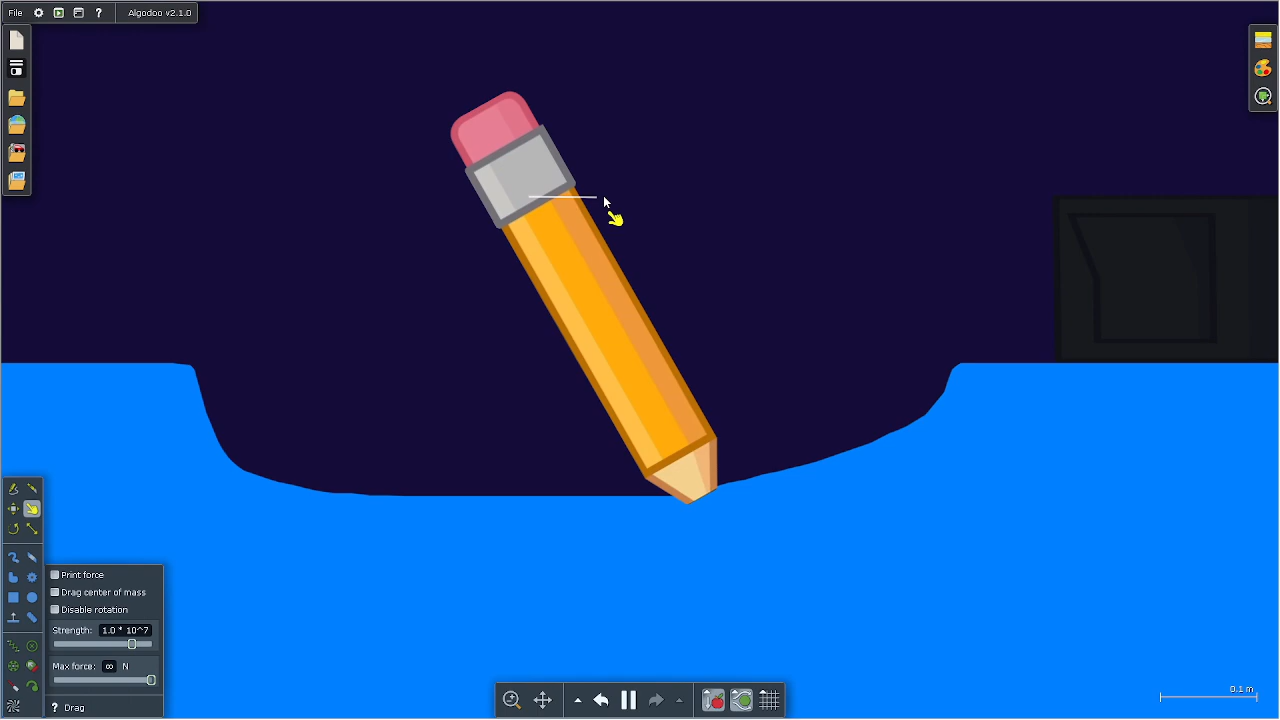 File ? Algodoo v2.1.0
Print force
Drag center of mass
Disable rotation
Strength: 1.0 * 10^7
Max force: ∞ N
? Drag
0.1 m